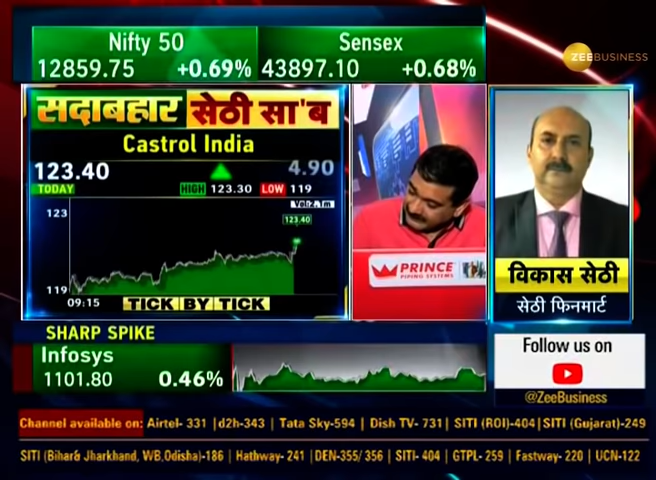 Nifty 50
12859.75 +0.69%
Sensex
43897.10 +0.68%
ZEEBUSINESS
सदाबहार सेठी सा'ब
Castrol India
123.40 4.90
TODAY HIGH 123.30 LOW 119
Vol:2.1m
123.40
123
119
09:15
TICK BY TICK
PRINCE
PIPING SYSTEMS
विकास सेठी
सेठी फिनमार्ट
SHARP SPIKE
Infosys
1101.80 0.46%
Follow us on
@ZeeBusiness
Channel available on: Airtel- 331 |d2h-343 | Tata Sky-594 | Dish TV- 731| SITI (ROI)-404|SITI (Gujarat)-249
SITI (Bihar& Jharkhand, WB,Odisha)-186 | Hathway- 241 |DEN-355/ 356 | SITI- 404 | GTPL- 259 | Fastway- 220 | UCN-122